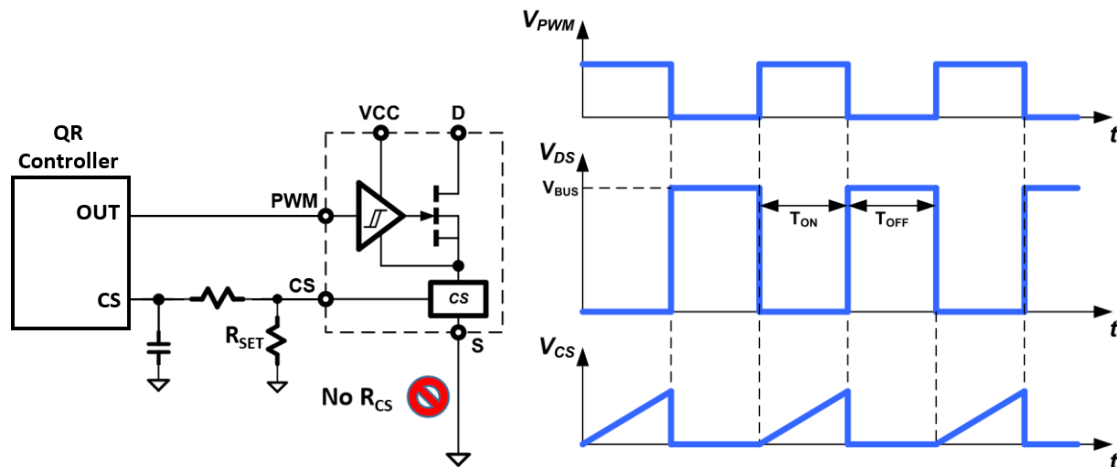 QR
Controller
OUT
CS
R_SET
VCC
D
PWM
CS
CS
S
No R_CS
V_PWM
t
V_DS
V_BUS
T_ON
T_OFF
t
V_CS
t